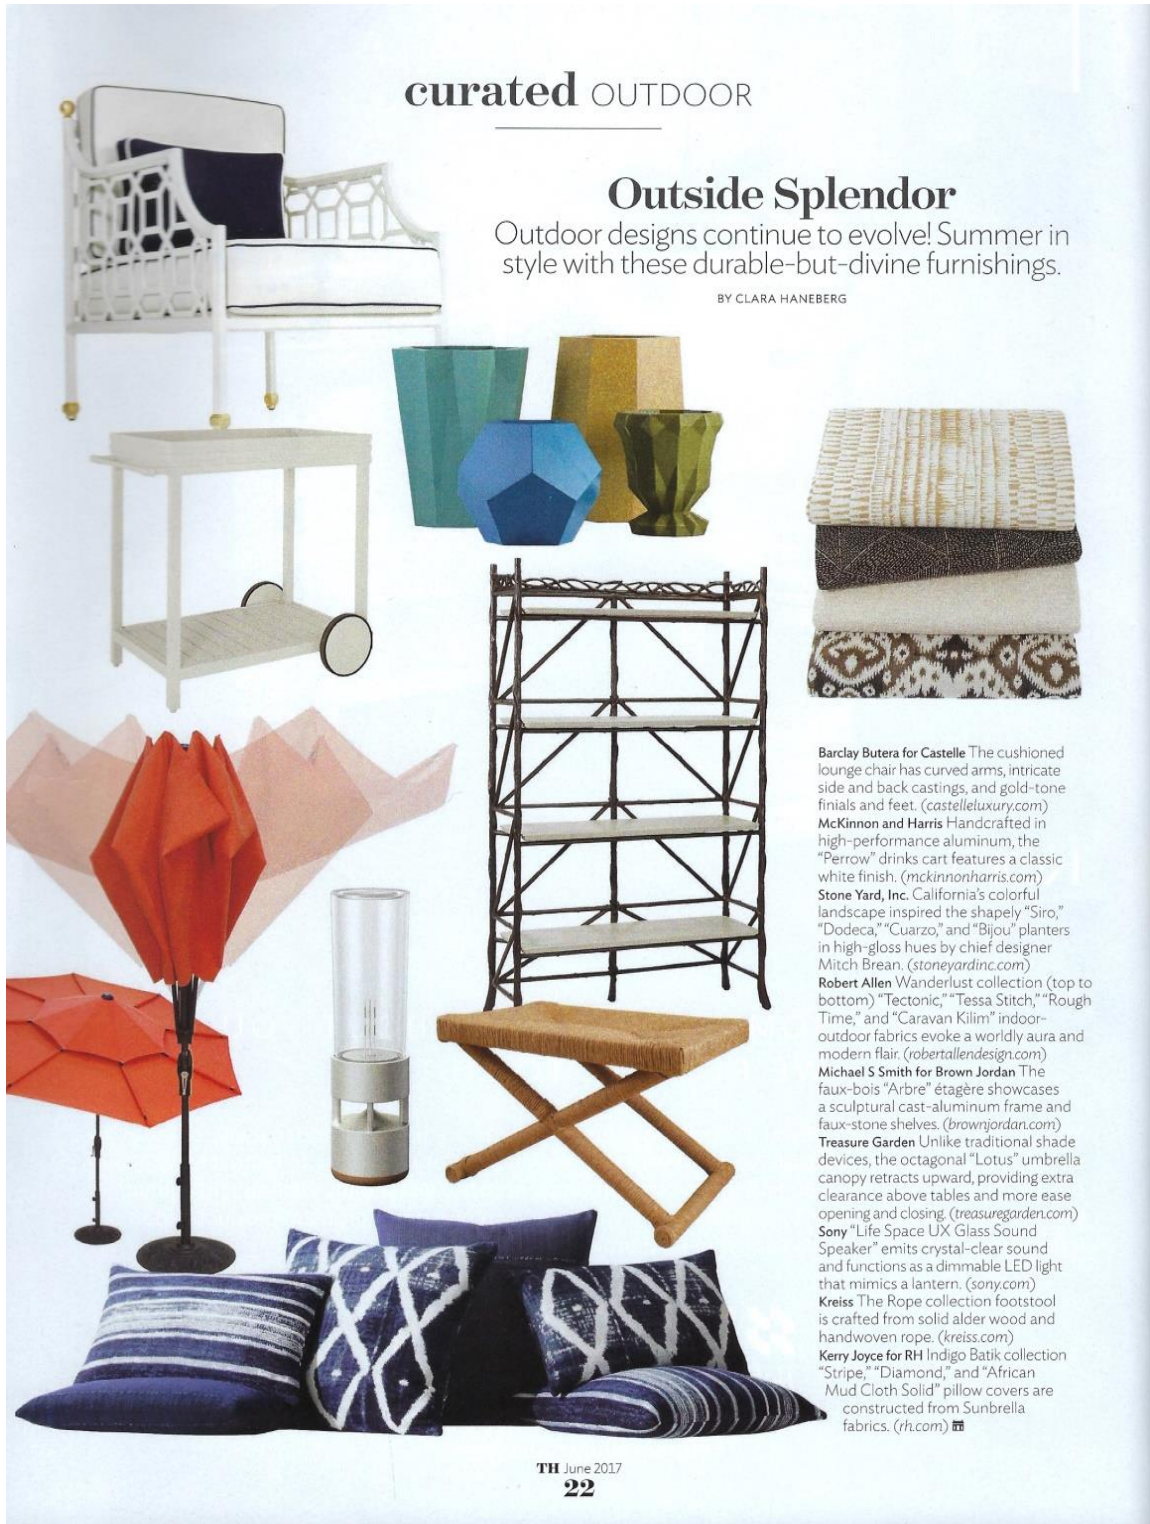 curated OUTDOOR
Outside Splendor
Outdoor designs continue to evolve! Summer in
style with these durable-but-divine furnishings.
BY CLARA HANEBERG
Barclay Butera for Castelle The cushioned
lounge chair has curved arms, intricate
side and back castings, and gold-tone
finials and feet. (castelleluxury.com)
McKinnon and Harris Handcrafted in
high-performance aluminum, the
"Perrow" drinks cart features a classic
white finish. (mckinnonharris.com)
Stone Yard, Inc. California's colorful
landscape inspired the shapely "Siro,"
"Dodeca," "Cuarzo," and "Bijou" planters
in high-gloss hues by chief designer
Mitch Brean. (stoneyardinc.com)
Robert Allen Wanderlust collection (top to
bottom) "Tectonic," "Tessa Stitch," "Rough
Time," and "Caravan Kilim" indoor-
outdoor fabrics evoke a worldly aura and
modern flair. (robertallendesign.com)
Michael S Smith for Brown Jordan The
faux-bois "Arbre" étagère showcases
a sculptural cast-aluminum frame and
faux-stone shelves. (brownjordan.com)
Treasure Garden Unlike traditional shade
devices, the octagonal "Lotus" umbrella
canopy retracts upward, providing extra
clearance above tables and more ease
opening and closing. (treasuregarden.com)
Sony "Life Space UX Glass Sound
Speaker" emits crystal-clear sound
and functions as a dimmable LED light
that mimics a lantern. (sony.com)
Kreiss The Rope collection footstool
is crafted from solid alder wood and
handwoven rope. (kreiss.com)
Kerry Joyce for RH Indigo Batik collection
"Stripe," "Diamond," and "African
Mud Cloth Solid" pillow covers are
constructed from Sunbrella
fabrics. (rh.com)
TH June 2017
22